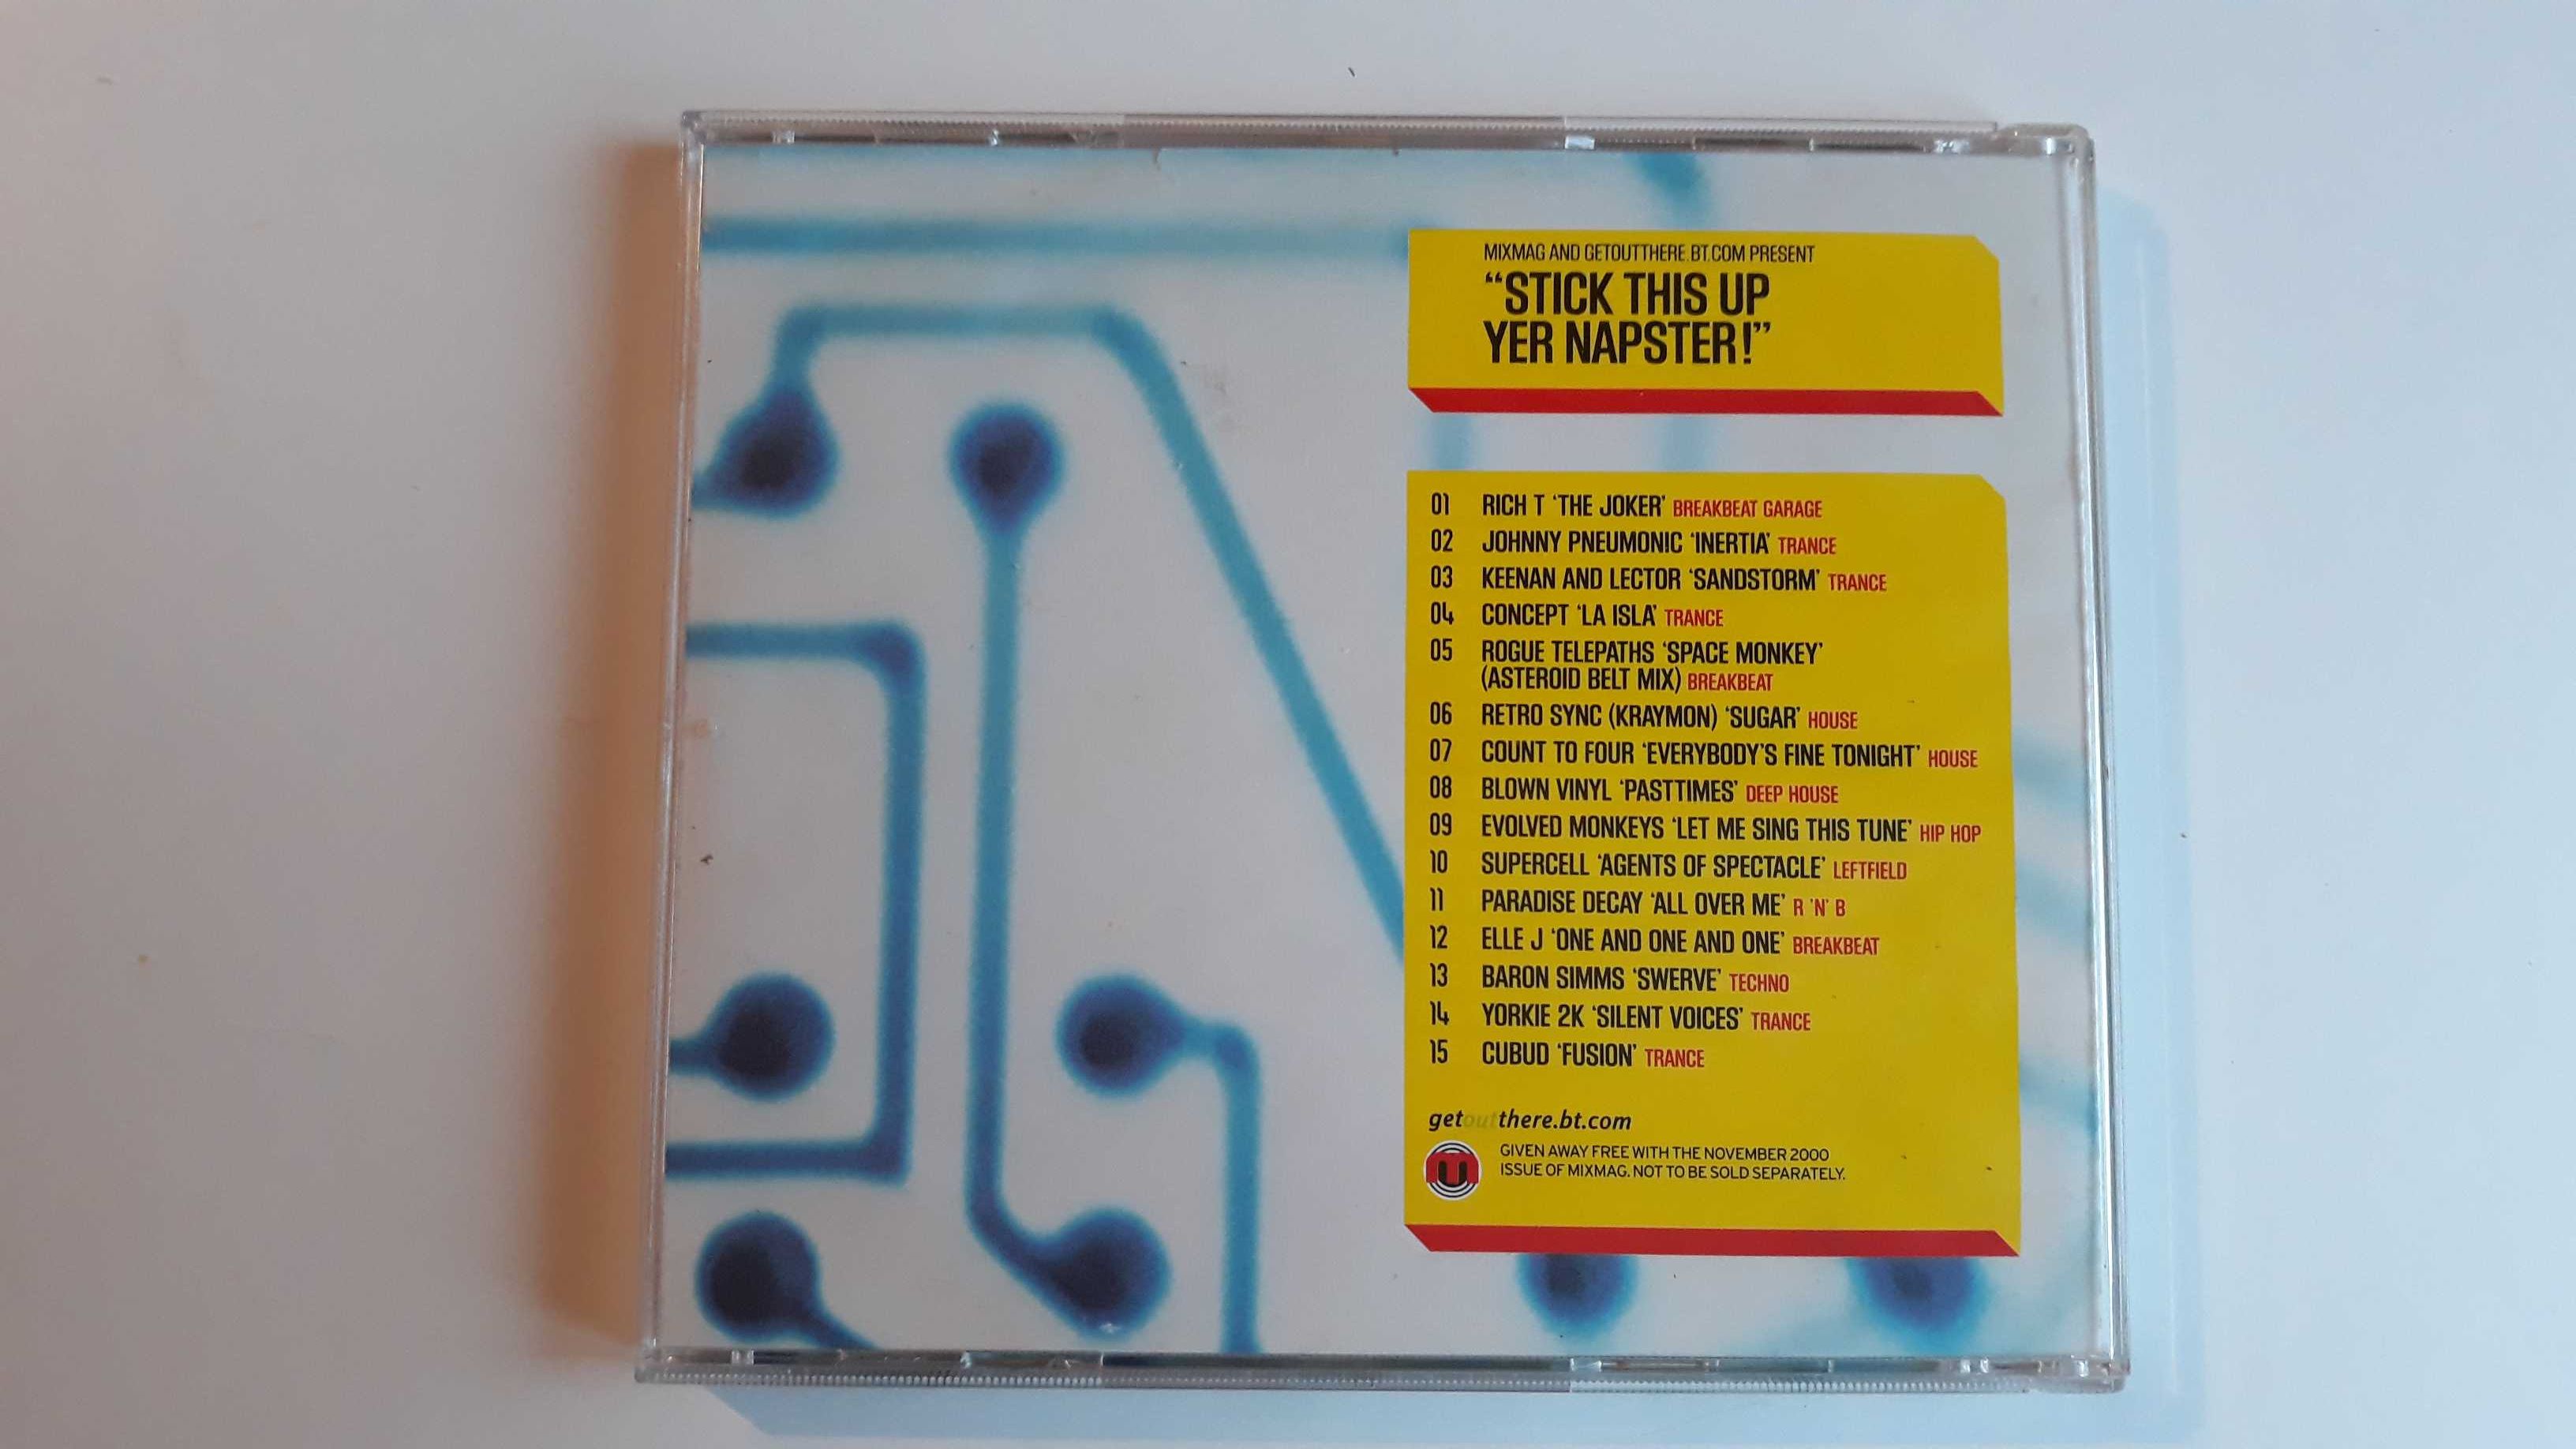 MIXMAG AND GETOUTTHERE.BT.COM PRESENT
“STICK THIS UP
YER NAPSTER!”
01 RICH T ‘THE JOKER’ BREAKBEAT GARAGE
02 JOHNNY PNEUMONIC ‘INERTIA’ TRANCE
03 KEENAN AND LECTOR ‘SANDSTORM’ TRANCE
04 CONCEPT ‘LA ISLA’ TRANCE
05 ROGUE TELEPATHS ‘SPACE MONKEY’
(ASTEROID BELT MIX) BREAKBEAT
06 RETRO SYNC (KRAYMON) ‘SUGAR’ HOUSE
07 COUNT TO FOUR ‘EVERYBODY’S FINE TONIGHT’ HOUSE
08 BLOWN VINYL ‘PASTTIMES’ DEEP HOUSE
09 EVOLVED MONKEYS ‘LET ME SING THIS TUNE’ HIP HOP
10 SUPERCELL ‘AGENTS OF SPECTACLE’ LEFTFIELD
11 PARADISE DECAY ‘ALL OVER ME’ R ’N’ B
12 ELLE J ‘ONE AND ONE AND ONE’ BREAKBEAT
13 BARON SIMMS ‘SWERVE’ TECHNO
14 YORKIE 2K ‘SILENT VOICES’ TRANCE
15 CUBUD ‘FUSION’ TRANCE
getoutthere.bt.com
GIVEN AWAY FREE WITH THE NOVEMBER 2000
ISSUE OF MIXMAG. NOT TO BE SOLD SEPARATELY.